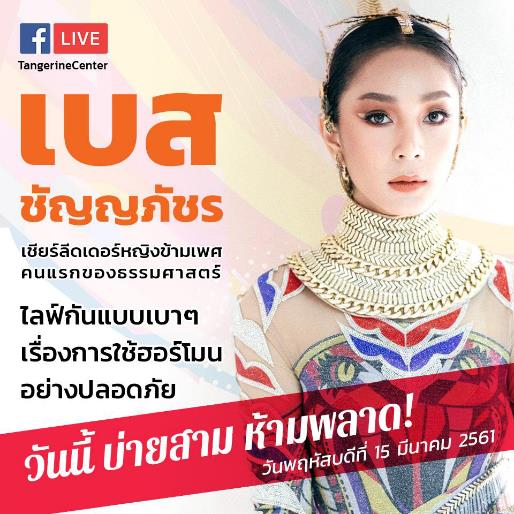 f LIVE
TangerineCenter
เบส
ชัญญภัชร
เชียร์ลีดเดอร์หญิงข้ามเพศ
คนแรกของธรรมศาสตร์
ไลฟ์กันแบบเบาๆ
เรื่องการใช้ฮอร์โมน
อย่างปลอดภัย
วันนี้ บ่ายสาม ห้ามพลาด!
วันพฤหัสบดีที่ 15 มีนาคม 2561